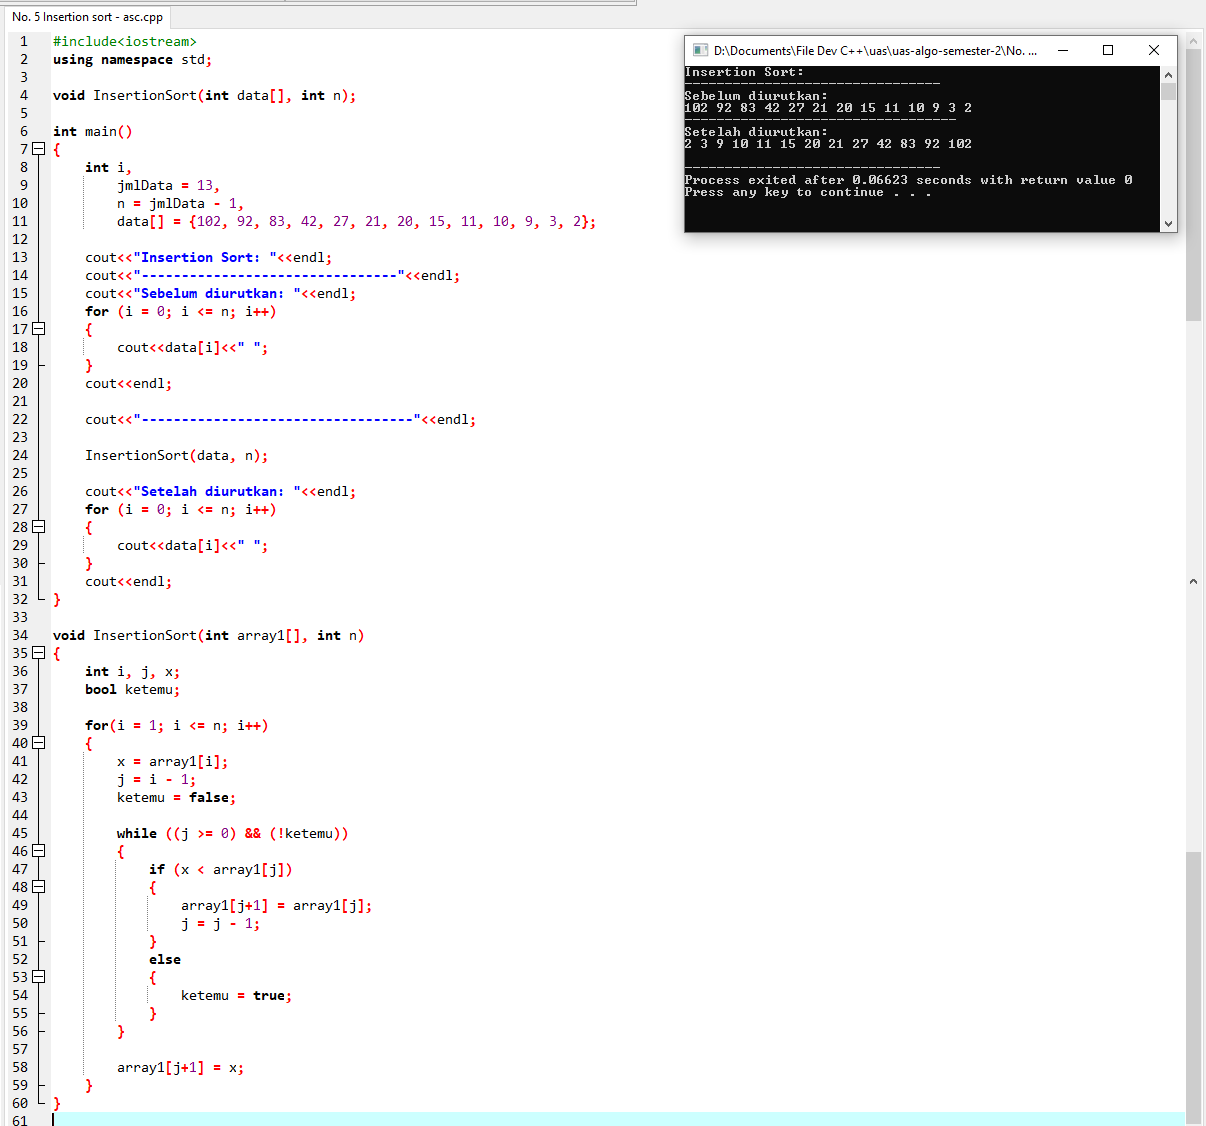 No. 5 Insertion sort - asc.cpp
1 #include<iostream>
2 using namespace std;
3
4 void InsertionSort(int data[], int n);
5
6 int main()
7 {
8     int i,
9         jmlData = 13,
10         n = jmlData - 1,
11         data[] = {102, 92, 83, 42, 27, 21, 20, 15, 11, 10, 9, 3, 2};
12
13     cout<<"Insertion Sort: "<<endl;
14     cout<<"--------------------------------"<<endl;
15     cout<<"Sebelum diurutkan: "<<endl;
16     for (i = 0; i <= n; i++)
17     {
18         cout<<data[i]<<" ";
19     }
20     cout<<endl;
21
22     cout<<"----------------------------------"<<endl;
23
24     InsertionSort(data, n);
25
26     cout<<"Setelah diurutkan: "<<endl;
27     for (i = 0; i <= n; i++)
28     {
29         cout<<data[i]<<" ";
30     }
31     cout<<endl;
32 }
33
34 void InsertionSort(int array1[], int n)
35 {
36     int i, j, x;
37     bool ketemu;
38
39     for(i = 1; i <= n; i++)
40     {
41         x = array1[i];
42         j = i - 1;
43         ketemu = false;
44
45         while ((j >= 0) && (!ketemu))
46         {
47             if (x < array1[j])
48             {
49                 array1[j+1] = array1[j];
50                 j = j - 1;
51             }
52             else
53             {
54                 ketemu = true;
55             }
56         }
57
58         array1[j+1] = x;
59     }
60 }
61
D:\Documents\File Dev C++\uas\uas-algo-semester-2\No. ...
Insertion Sort:
--------------------------------
Sebelum diurutkan:
102 92 83 42 27 21 20 15 11 10 9 3 2
----------------------------------
Setelah diurutkan:
2 3 9 10 11 15 20 21 27 42 83 92 102
--------------------------------
Process exited after 0.06623 seconds with return value 0
Press any key to continue . . .